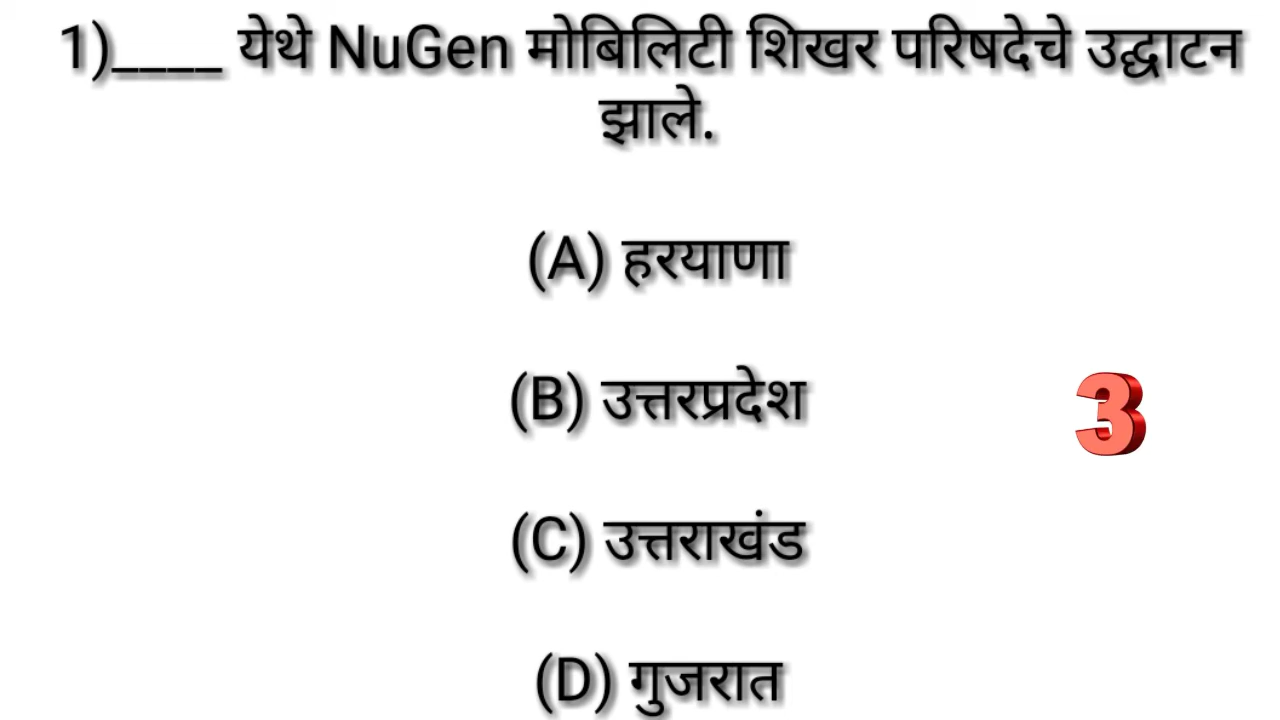 1)____ येथे NuGen मोबिलिटी शिखर परिषदेचे उद्घाटन
झाले.
(A) हरयाणा
(B) उत्तरप्रदेश
3
(C) उत्तराखंड
(D) गुजरात